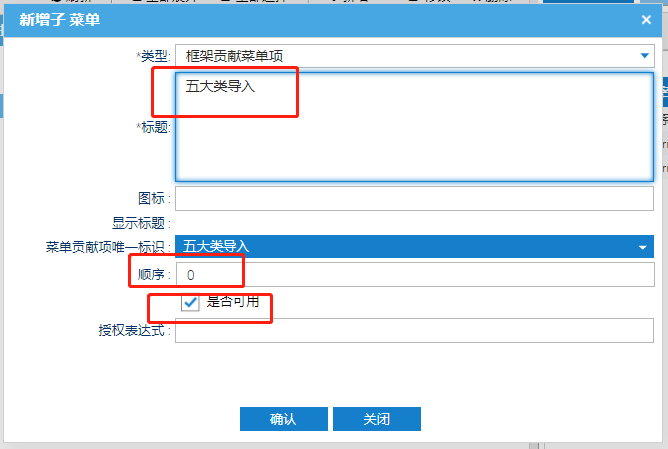 新增子 菜单
*类型: 框架贡献菜单项
五大类导入
*标题:
图标 :
显示标题 :
菜单贡献项唯一标识 : 五大类导入
顺序 : 0
是否可用
授权表达式 :
确认 关闭